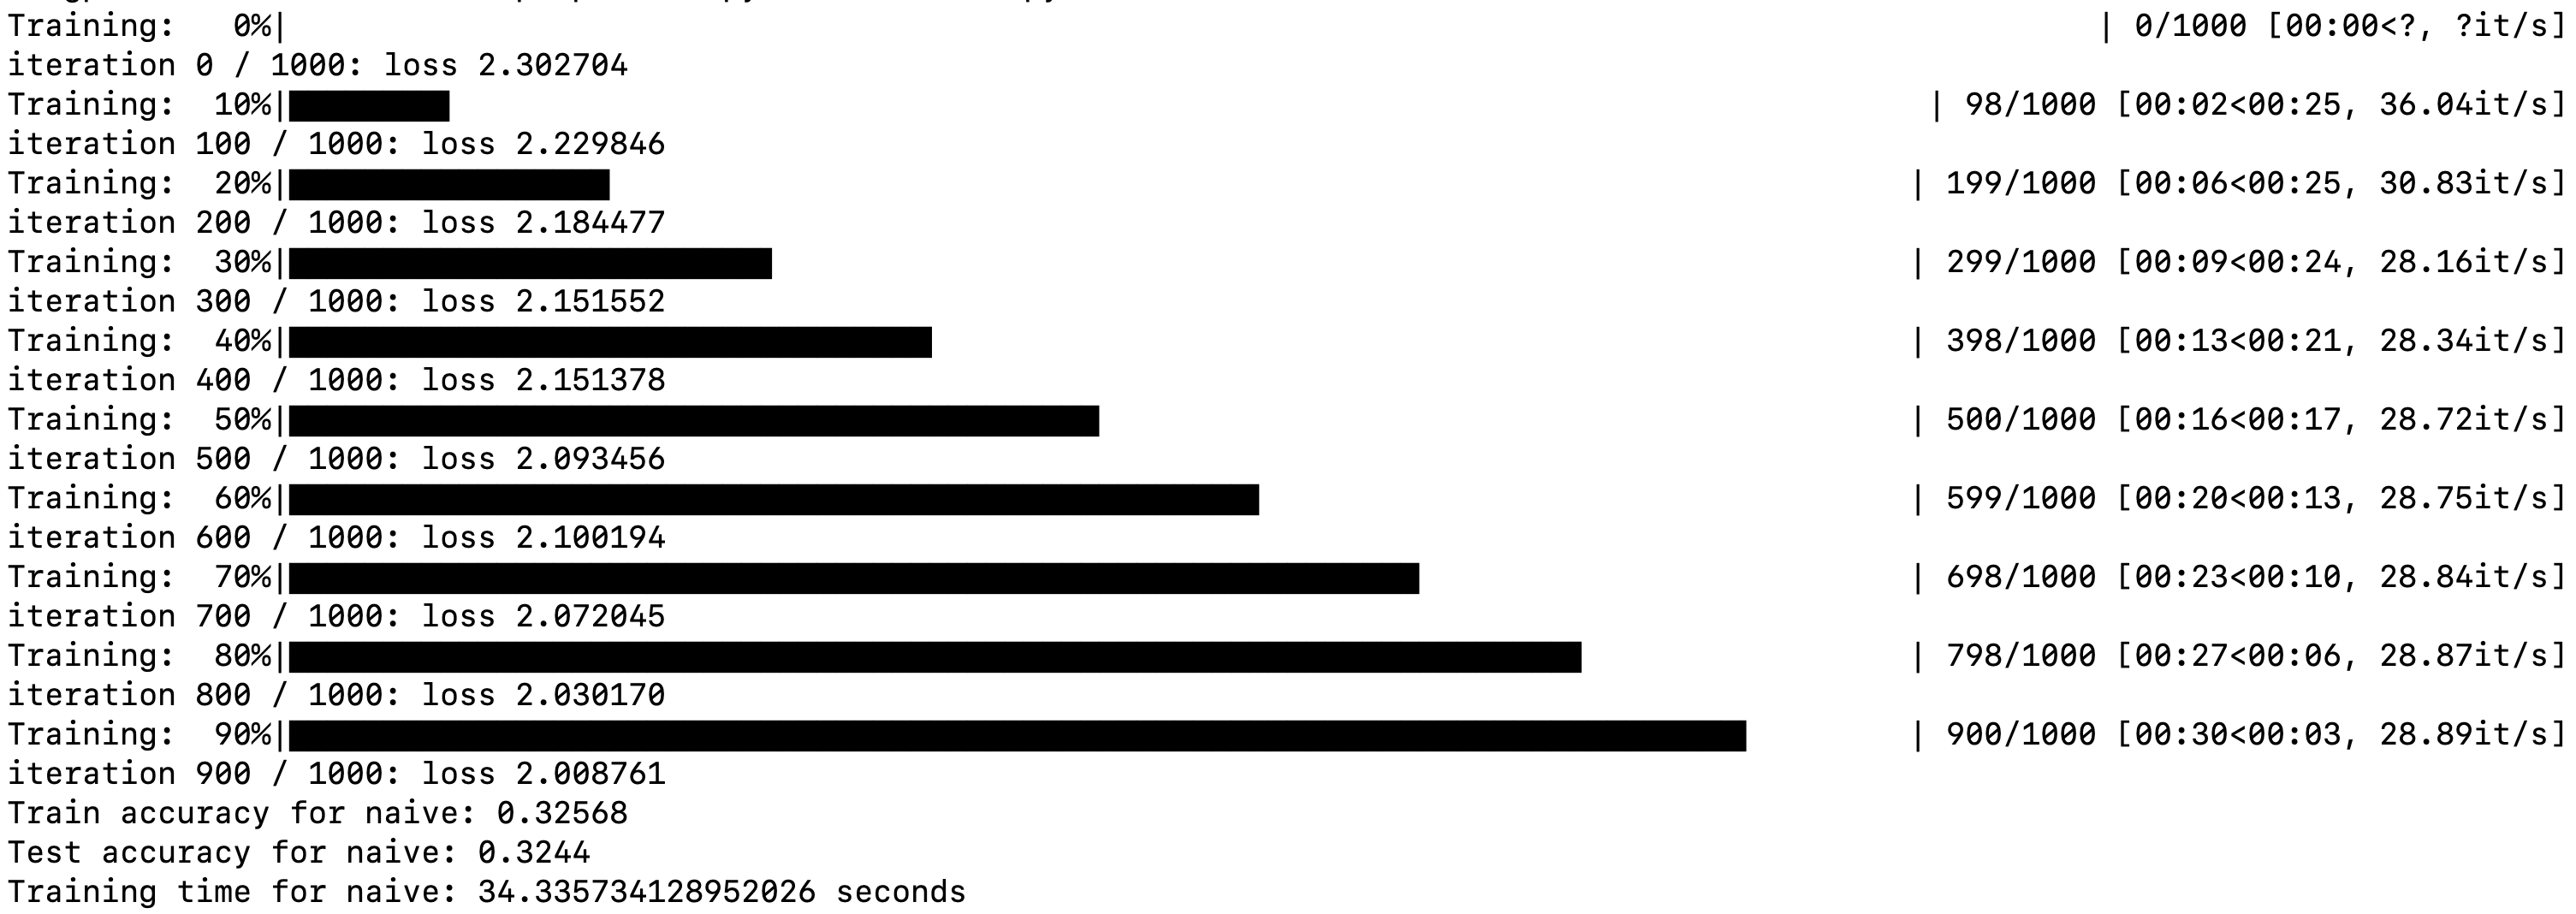 Training:   0%|          | 0/1000 [00:00<?, ?it/s]
iteration 0 / 1000: loss 2.302704
Training:  10%|          | 98/1000 [00:02<00:25, 36.04it/s]
iteration 100 / 1000: loss 2.229846
Training:  20%|          | 199/1000 [00:06<00:25, 30.83it/s]
iteration 200 / 1000: loss 2.184477
Training:  30%|          | 299/1000 [00:09<00:24, 28.16it/s]
iteration 300 / 1000: loss 2.151552
Training:  40%|          | 398/1000 [00:13<00:21, 28.34it/s]
iteration 400 / 1000: loss 2.151378
Training:  50%|          | 500/1000 [00:16<00:17, 28.72it/s]
iteration 500 / 1000: loss 2.093456
Training:  60%|          | 599/1000 [00:20<00:13, 28.75it/s]
iteration 600 / 1000: loss 2.100194
Training:  70%|          | 698/1000 [00:23<00:10, 28.84it/s]
iteration 700 / 1000: loss 2.072045
Training:  80%|          | 798/1000 [00:27<00:06, 28.87it/s]
iteration 800 / 1000: loss 2.030170
Training:  90%|          | 900/1000 [00:30<00:03, 28.89it/s]
iteration 900 / 1000: loss 2.008761
Train accuracy for naive: 0.32568
Test accuracy for naive: 0.3244
Training time for naive: 34.335734128952026 seconds